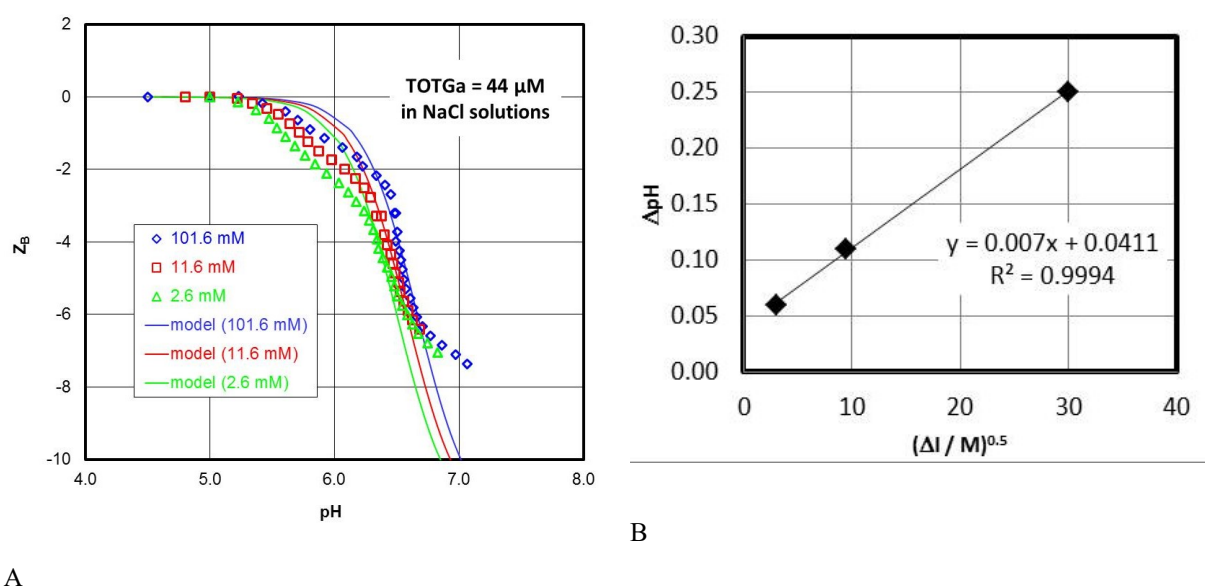 2
0
-2
-4
-6
-8
-10
Z_B
TOTGa = 44 µM
in NaCl solutions
101.6 mM
11.6 mM
2.6 mM
model (101.6 mM)
model (11.6 mM)
model (2.6 mM)
4.0 5.0 6.0 7.0 8.0
pH
A
0.30
0.25
0.20
0.15
0.10
0.05
0.00
ΔpH
y = 0.007x + 0.0411
R² = 0.9994
0 10 20 30 40
(ΔI / M)⁰·⁵
B